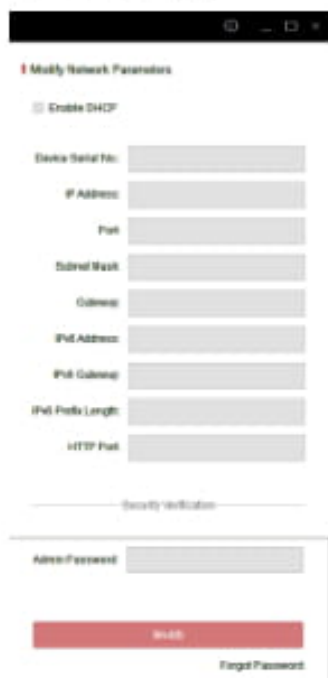 Modify Network Parameters
Enable DHCP
Device Serial No.
IP Address
Port
Subnet Mask
Gateway
IPv6 Address
IPv6 Gateway
IPv6 Prefix Length
HTTP Port
Security Verification
Admin Password
Modify
Forgot Password